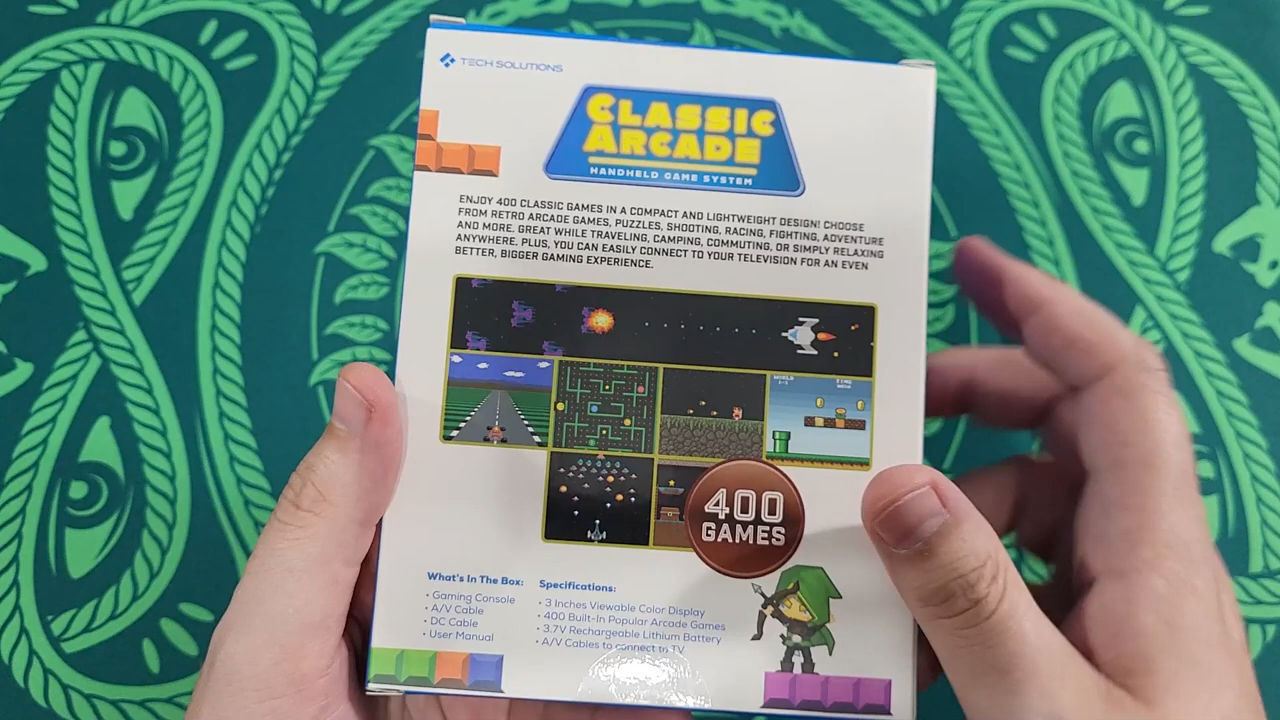 TECH SOLUTIONS
CLASSIC
ARCADE
HANDHELD GAME SYSTEM
ENJOY 400 CLASSIC GAMES IN A COMPACT AND LIGHTWEIGHT DESIGN! CHOOSE
FROM RETRO ARCADE GAMES, PUZZLES, SHOOTING, RACING, FIGHTING, ADVENTURE
AND MORE. GREAT WHILE TRAVELING, CAMPING, COMMUTING, OR SIMPLY RELAXING
ANYWHERE. PLUS, YOU CAN EASILY CONNECT TO YOUR TELEVISION FOR AN EVEN
BETTER, BIGGER GAMING EXPERIENCE.
WORLD
TIME
400
GAMES
What's In The Box:
• Gaming Console
• A/V Cable
• DC Cable
• User Manual
Specifications:
• 3 Inches Viewable Color Display
• 400 Built-In Popular Arcade Games
• 3.7V Rechargeable Lithium Battery
• A/V Cables to connect to TV